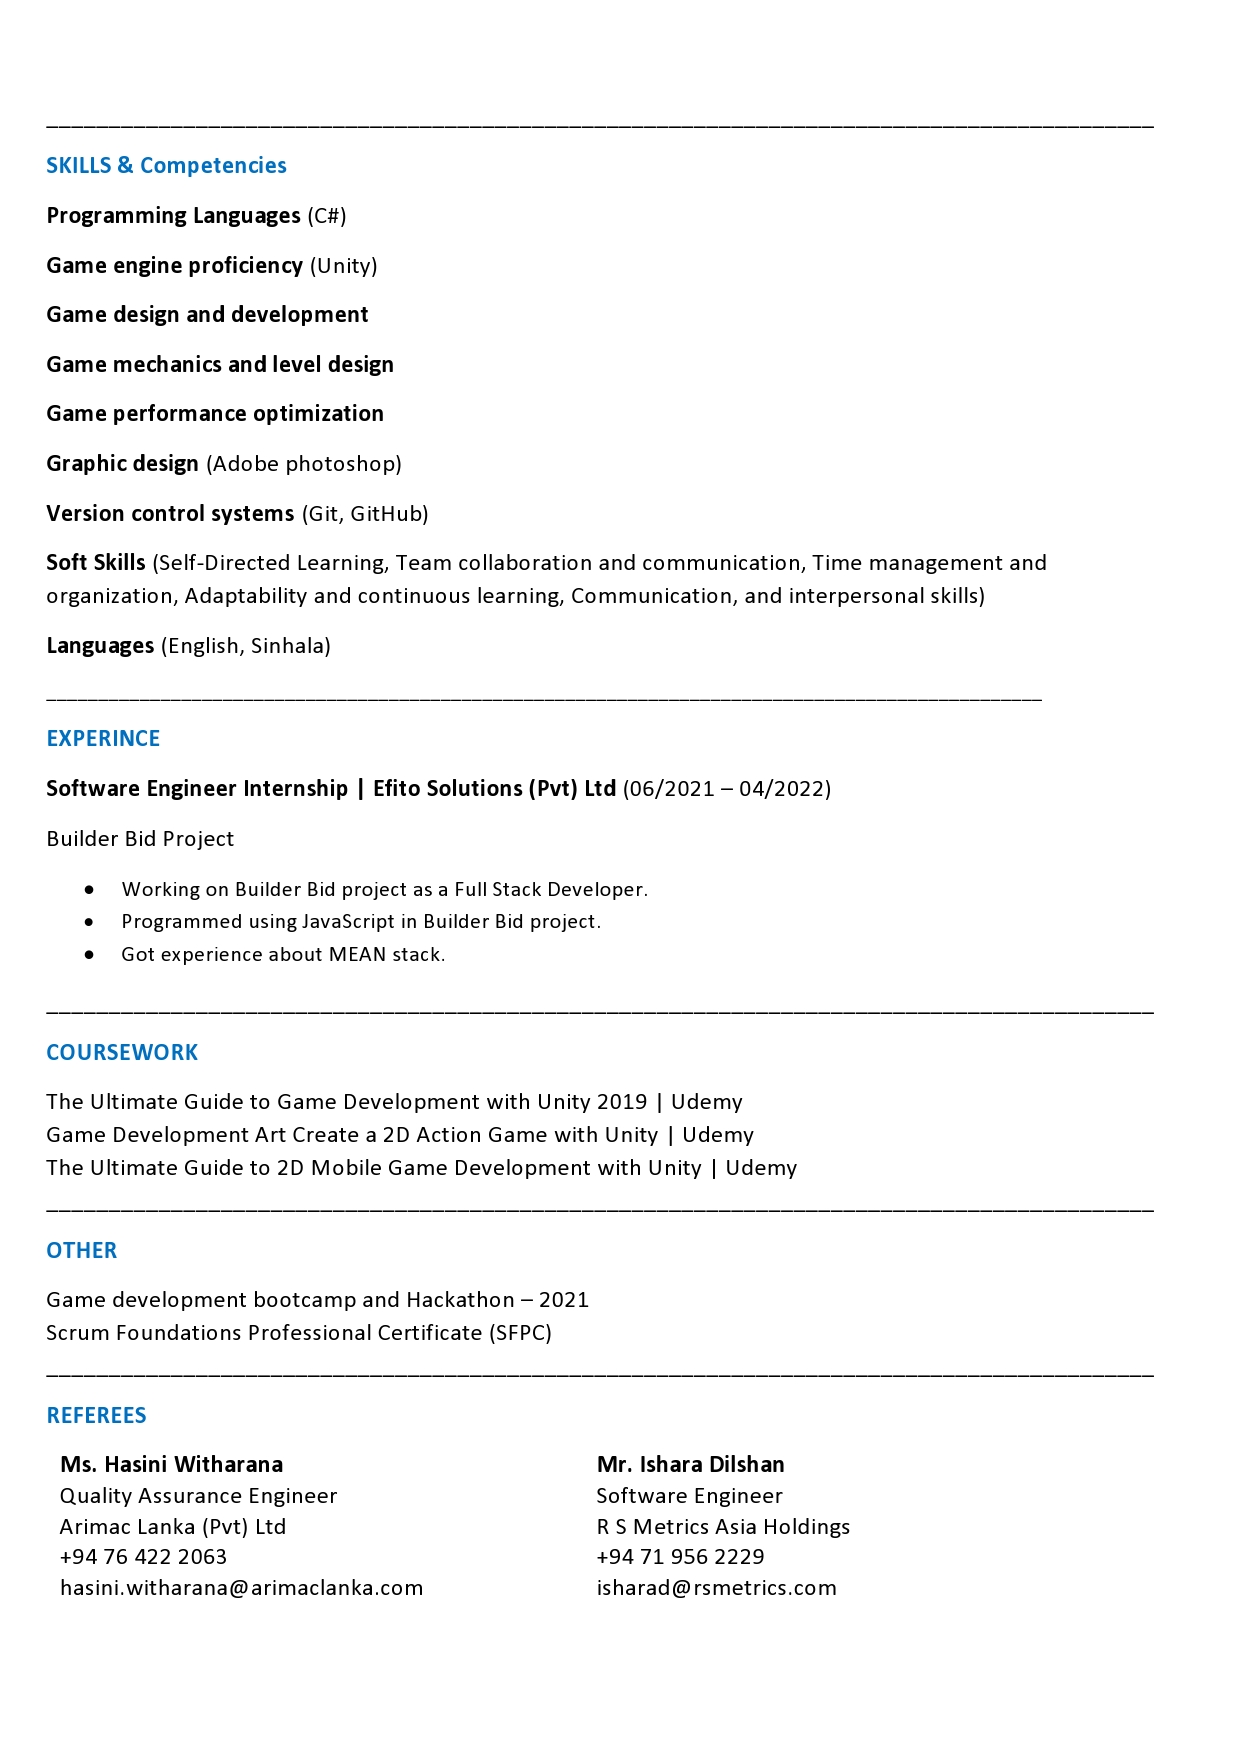 SKILLS & Competencies
Programming Languages (C#)
Game engine proficiency (Unity)
Game design and development
Game mechanics and level design
Game performance optimization
Graphic design (Adobe photoshop)
Version control systems (Git, GitHub)
Soft Skills (Self-Directed Learning, Team collaboration and communication, Time management and
organization, Adaptability and continuous learning, Communication, and interpersonal skills)
Languages (English, Sinhala)
EXPERINCE
Software Engineer Internship | Efito Solutions (Pvt) Ltd (06/2021 – 04/2022)
Builder Bid Project
• Working on Builder Bid project as a Full Stack Developer.
• Programmed using JavaScript in Builder Bid project.
• Got experience about MEAN stack.
COURSEWORK
The Ultimate Guide to Game Development with Unity 2019 | Udemy
Game Development Art Create a 2D Action Game with Unity | Udemy
The Ultimate Guide to 2D Mobile Game Development with Unity | Udemy
OTHER
Game development bootcamp and Hackathon – 2021
Scrum Foundations Professional Certificate (SFPC)
REFEREES
Ms. Hasini Witharana
Quality Assurance Engineer
Arimac Lanka (Pvt) Ltd
+94 76 422 2063
hasini.witharana@arimaclanka.com
Mr. Ishara Dilshan
Software Engineer
R S Metrics Asia Holdings
+94 71 956 2229
isharad@rsmetrics.com